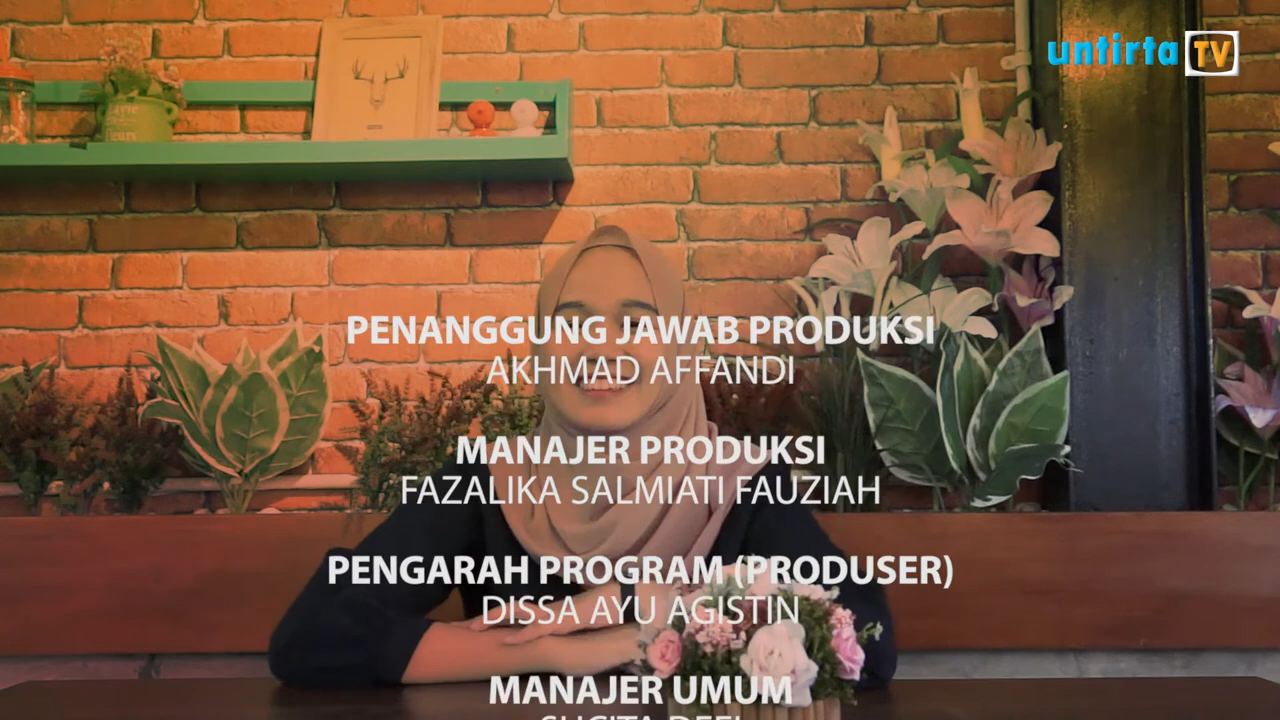 untirta TV
PENANGGUNG JAWAB PRODUKSI
AKHMAD AFFANDI
MANAJER PRODUKSI
FAZALIKA SALMIATI FAUZIAH
PENGARAH PROGRAM (PRODUSER)
DISSA AYU AGISTIN
MANAJER UMUM